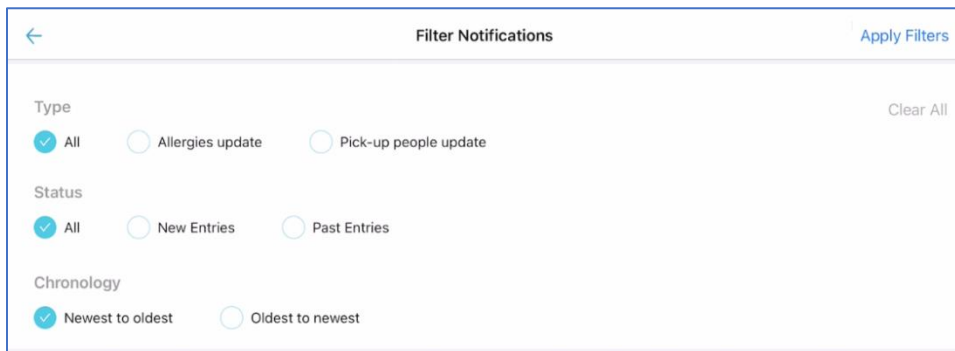 Filter Notifications
Apply Filters
Type
Clear All
All
Allergies update
Pick-up people update
Status
All
New Entries
Past Entries
Chronology
Newest to oldest
Oldest to newest